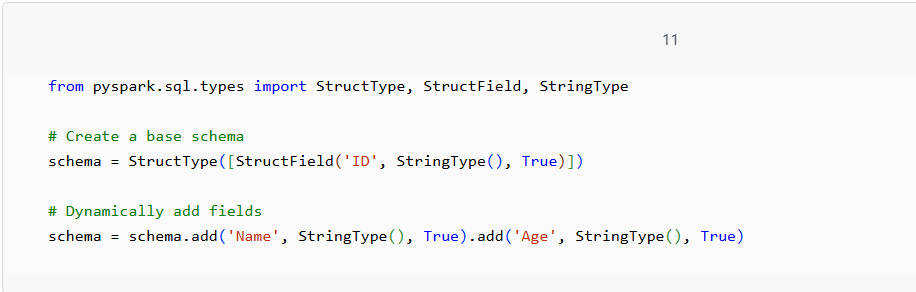 11
from pyspark.sql.types import StructType, StructField, StringType
# Create a base schema
schema = StructType([StructField('ID', StringType(), True)])
# Dynamically add fields
schema = schema.add('Name', StringType(), True).add('Age', StringType(), True)